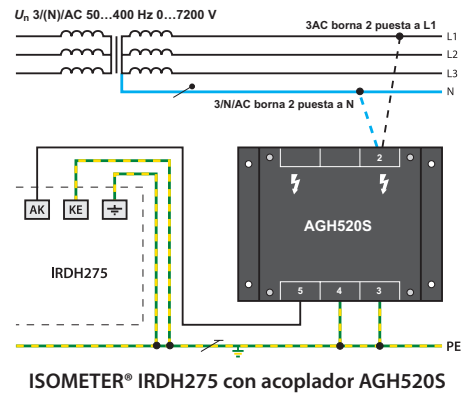 Un 3/(N)/AC 50...400 Hz 0...7200 V
3AC borna 2 puesta a L1
L1
L2
L3
N
3/N/AC borna 2 puesta a N
2
AK
KE
AGH520S
IRDH275
5
4
3
PE
ISOMETER® IRDH275 con acoplador AGH520S